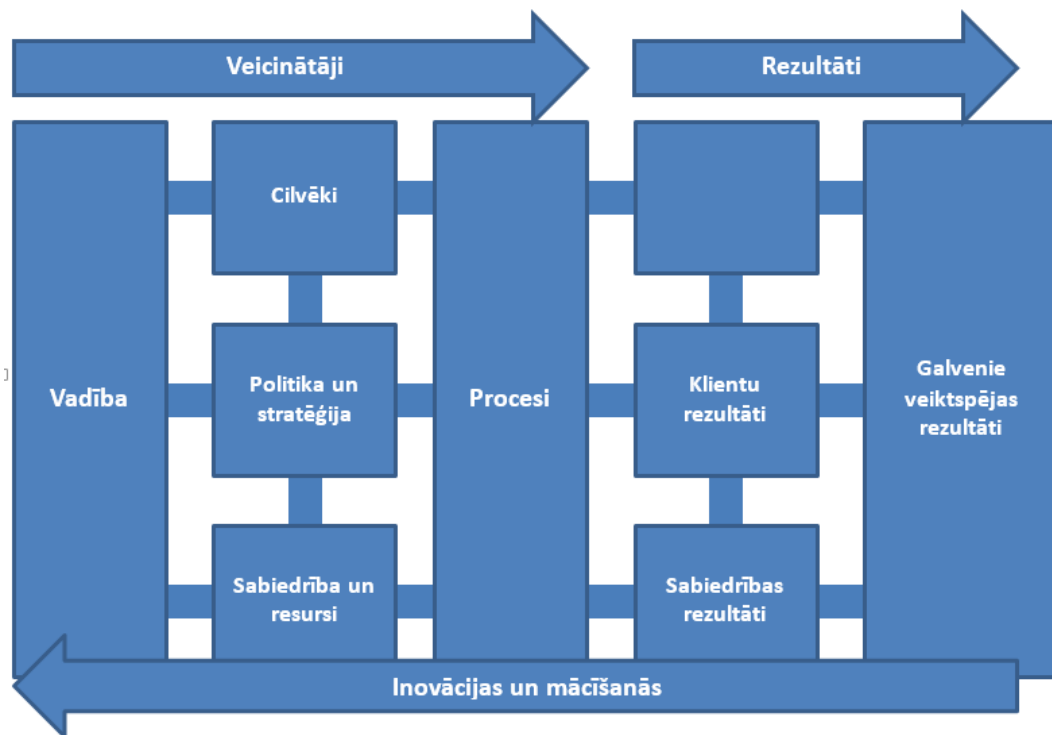 Veicinātāji
Rezultāti
Cilvēki
Vadība
Politika un
stratēģija
Procesi
Klientu
rezultāti
Galvenie
veiktspējas
rezultāti
Sabiedrība un
resursi
Sabiedrības
rezultāti
Inovācijas un mācīšanās